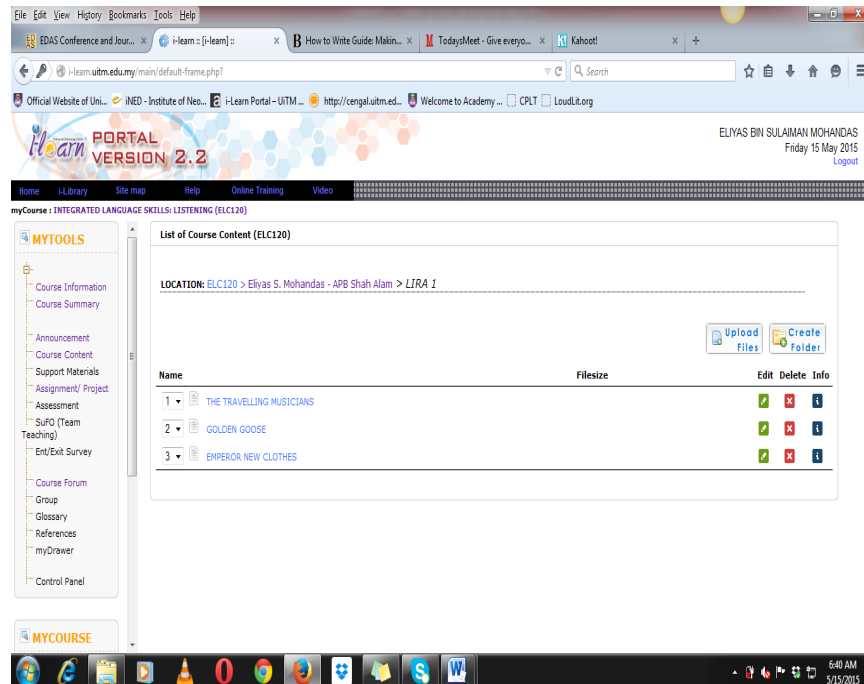 File Edit View History Bookmarks Tools Help
EDAS Conference and Jour... × i-learn :: [i-learn] :: × B How to Write Guide: Makin... × TodaysMeet - Give everyo... × K! Kahoot! × +
i-learn.uitm.edu.my/main/default-frame.php? Search
Official Website of Uni... iNED - Institute of Neo... i-Learn Portal – UiTM ... http://cengal.uitm.ed... Welcome to Academy ... CPLT LoudLit.org
i-Learn PORTAL VERSION 2.2
ELIYAS BIN SULAIMAN MOHANDAS
Friday 15 May 2015
Logout
Home i-Library Site map Help Online Training Video
myCourse : INTEGRATED LANGUAGE SKILLS: LISTENING (ELC120)
MYTOOLS
Course Information
Course Summary
Announcement
Course Content
Support Materials
Assignment/ Project
Assessment
SuFO (Team
Teaching)
Ent/Exit Survey
Course Forum
Group
Glossary
References
myDrawer
Control Panel
MYCOURSE
List of Course Content (ELC120)
LOCATION: ELC120 > Eliyas S. Mohandas - APB Shah Alam > LIRA 1
Upload Files Create Folder
Name Filesize Edit Delete Info
1 THE TRAVELLING MUSICIANS
2 GOLDEN GOOSE
3 EMPEROR NEW CLOTHES
6:40 AM
5/15/2015